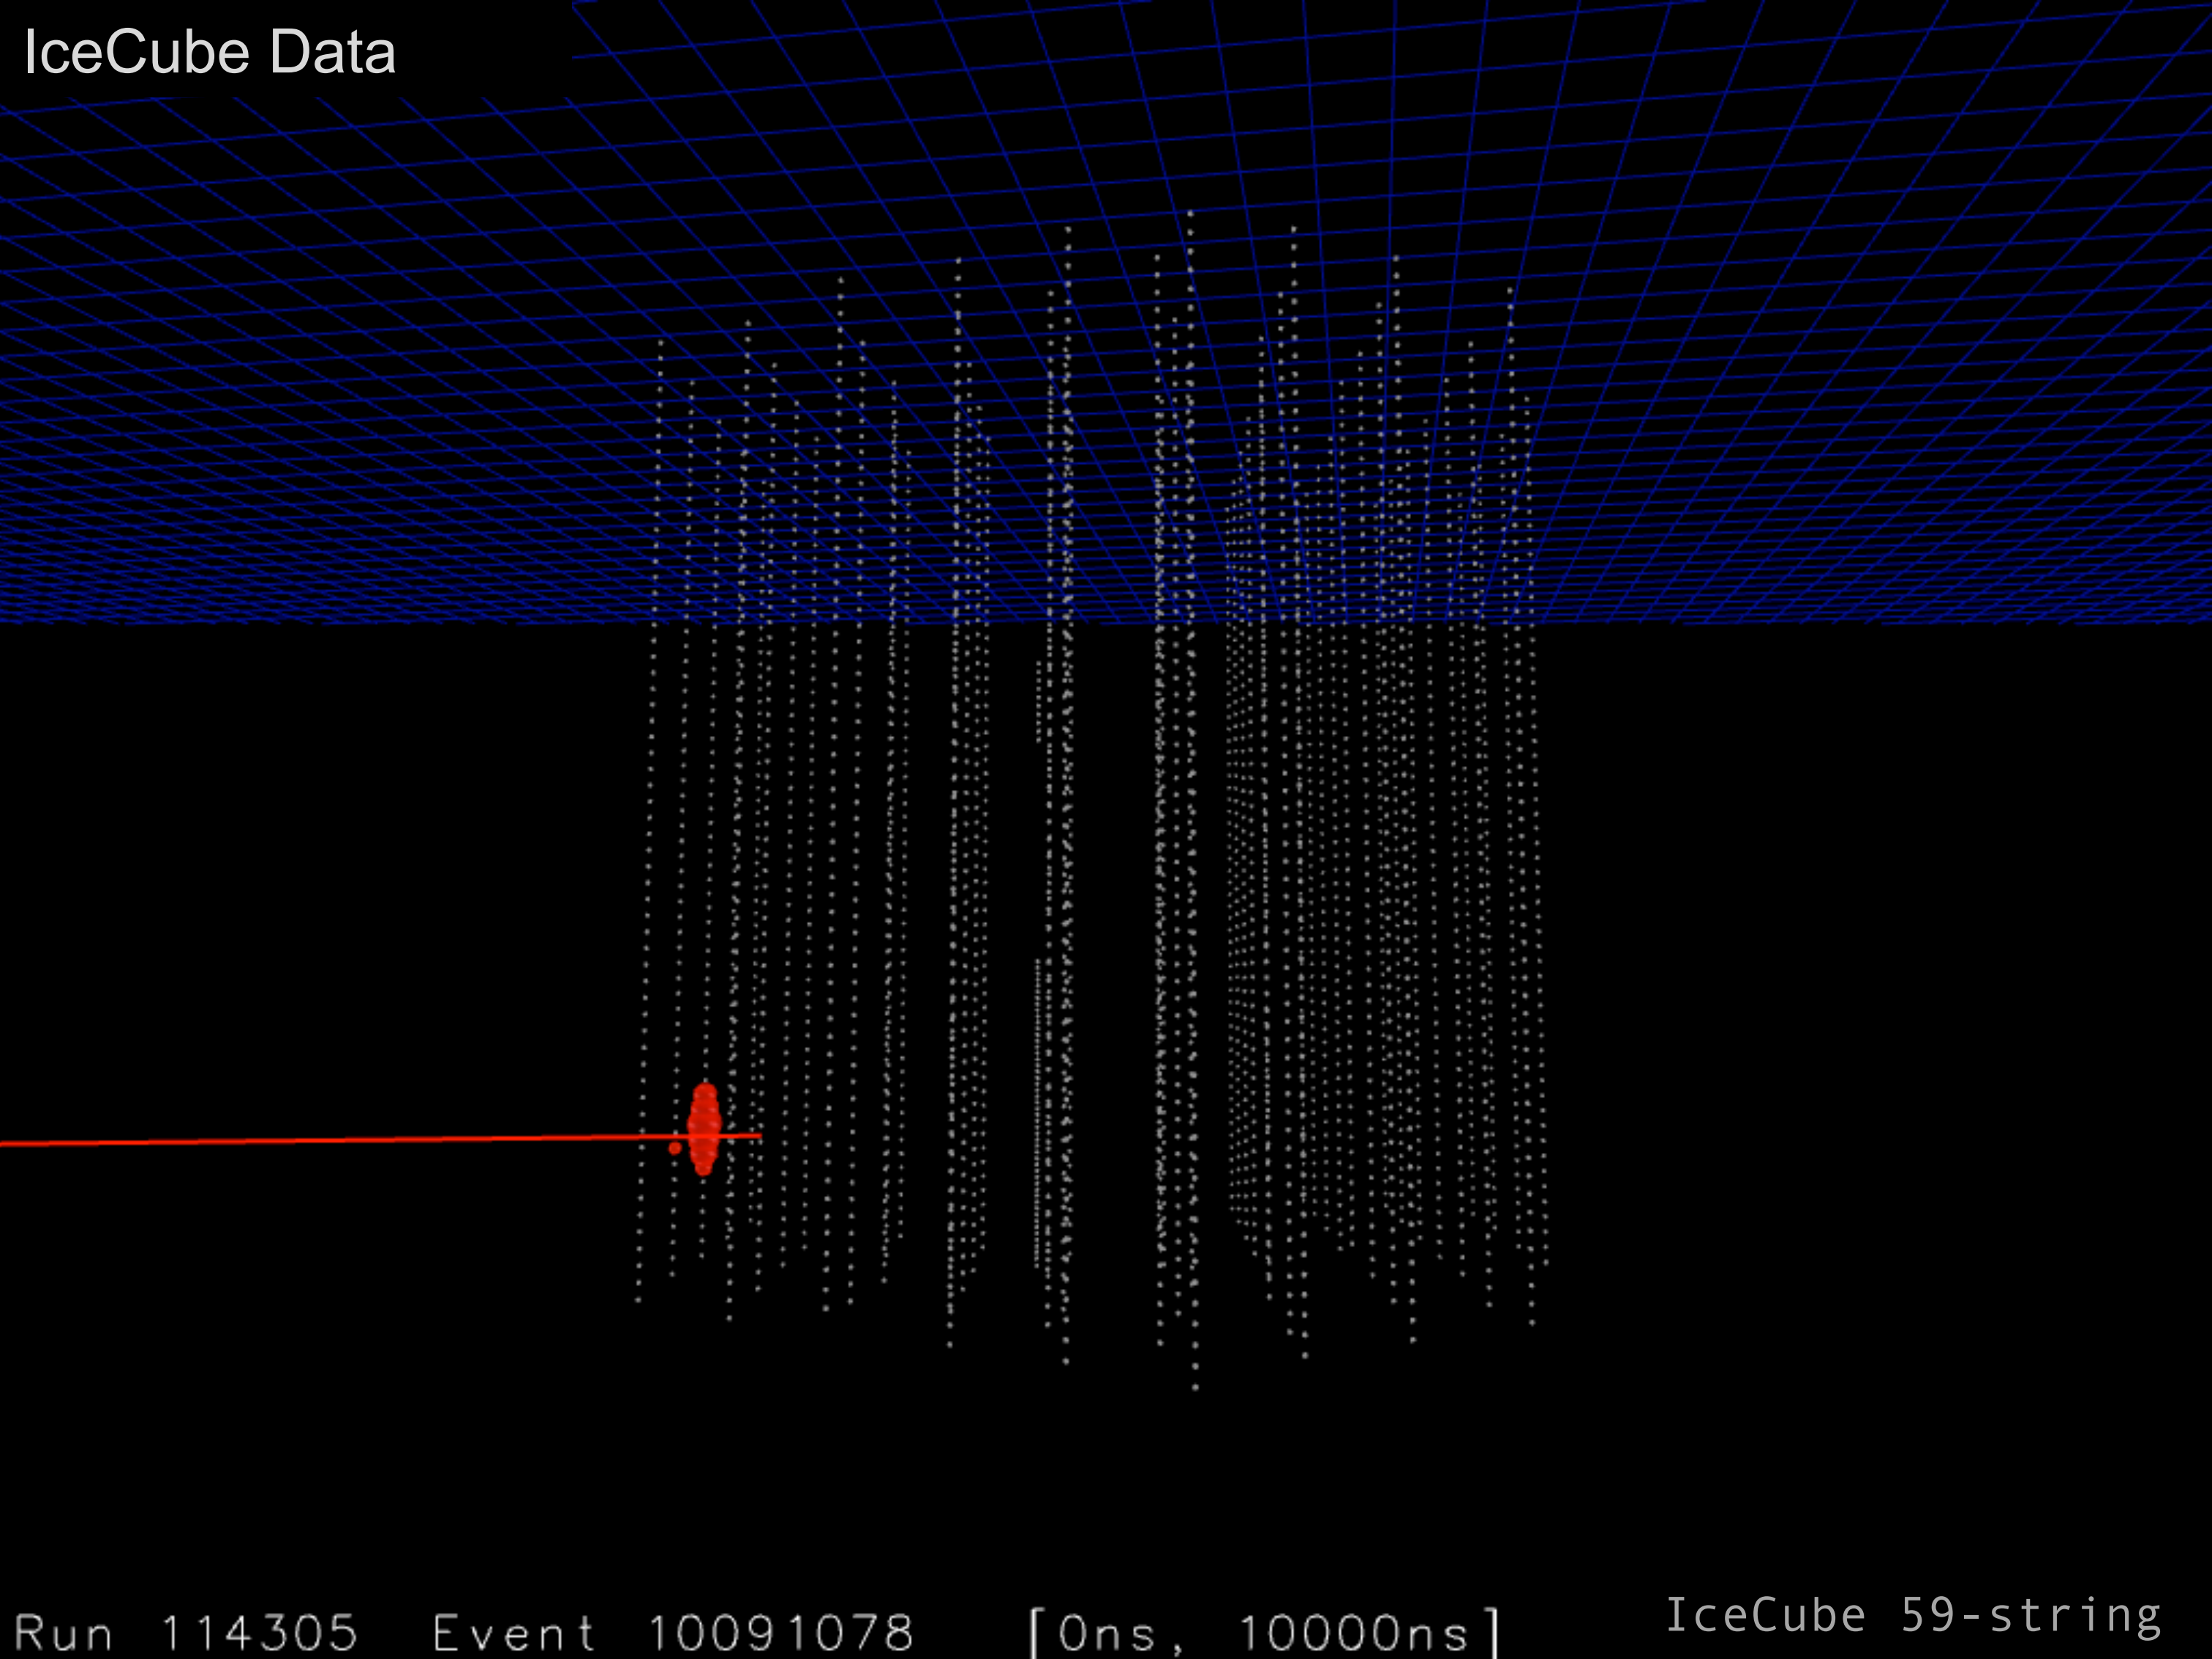 IceCube Data
Run 114305 Event 10091078 [0ns, 10000ns]
IceCube 59-string